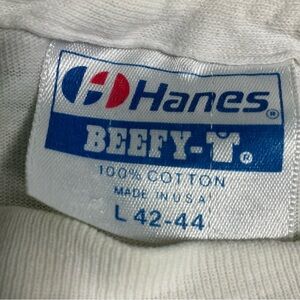 Hanes®
BEEFY-T®
100% COTTON
MADE IN U S A
L 42-44